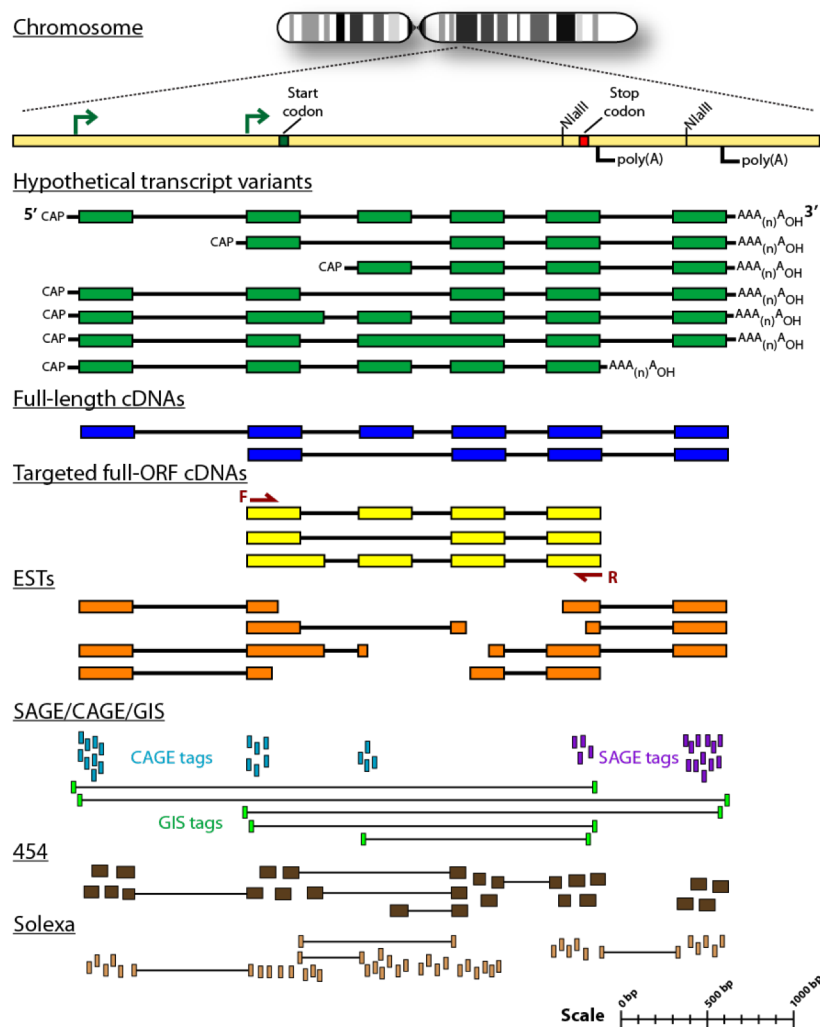 Chromosome
Start codon
NlaIII
Stop codon
NlaIII
poly(A)
poly(A)
Hypothetical transcript variants
5′ CAP AAA(n)AOH 3′
CAP AAA(n)AOH
CAP AAA(n)AOH
CAP AAA(n)AOH
CAP AAA(n)AOH
CAP AAA(n)AOH
CAP AAA(n)AOH
Full-length cDNAs
Targeted full-ORF cDNAs
F
R
ESTs
SAGE/CAGE/GIS
CAGE tags
SAGE tags
GIS tags
454
Solexa
Scale
0 bp
500 bp
1000 bp